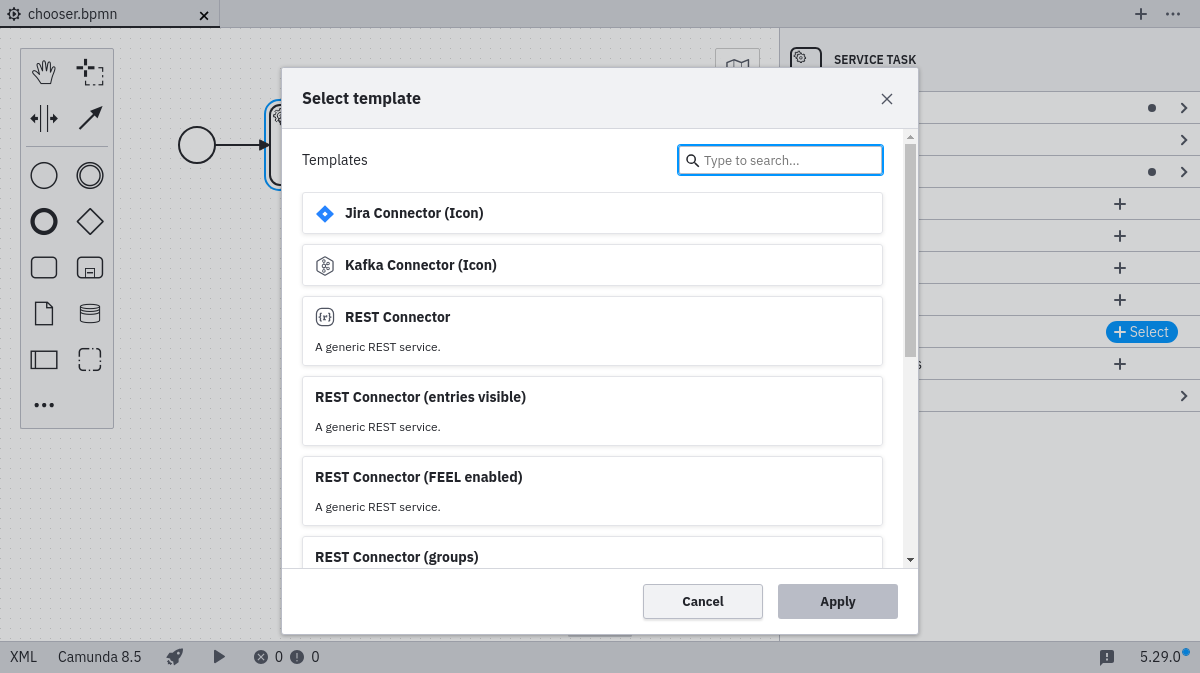 chooser.bpmn
SERVICE TASK
Select template
Templates
Type to search...
Jira Connector (Icon)
Kafka Connector (Icon)
{r}
REST Connector
A generic REST service.
REST Connector (entries visible)
A generic REST service.
REST Connector (FEEL enabled)
A generic REST service.
REST Connector (groups)
Select
Cancel
Apply
XML
Camunda 8.5
0
0
5.29.0